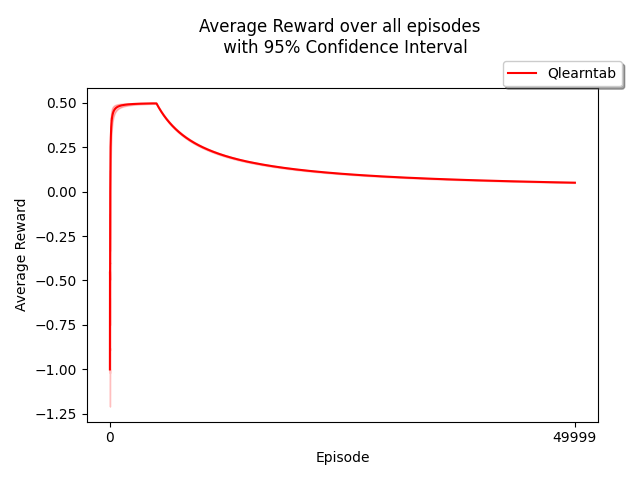 Average Reward over all episodes
with 95% Confidence Interval
Qlearntab
0.50
0.25
0.00
−0.25
−0.50
−0.75
−1.00
−1.25
Average Reward
0
49999
Episode